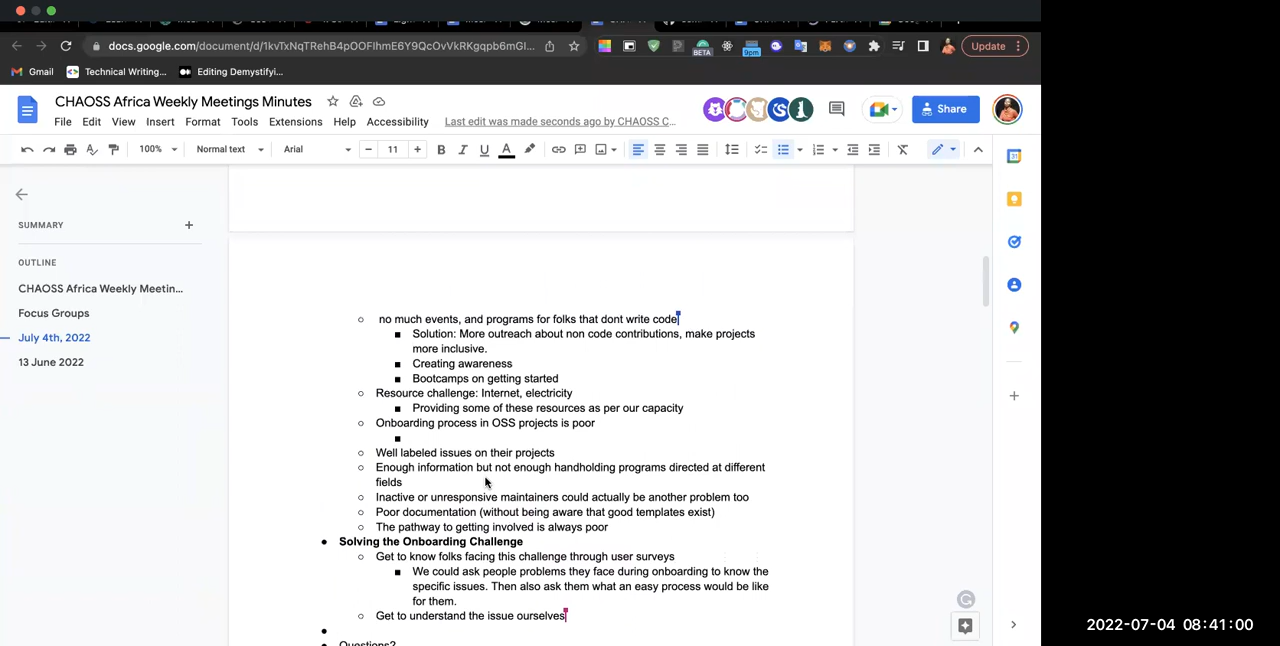 docs.google.com/document/d/1kvTxNqTRehB4pOOFIhmE6Y9QcOvVkRKgqpb6mGI...
BETA
9pm
Update
Gmail
Technical Writing...
Editing Demystifyi...
CHAOSS Africa Weekly Meetings Minutes
File Edit View Insert Format Tools Extensions Help Accessibility
Last edit was made seconds ago by CHAOSS C...
Share
100%
Normal text
Arial
11
SUMMARY
OUTLINE
CHAOSS Africa Weekly Meetin...
Focus Groups
July 4th, 2022
13 June 2022
no much events, and programs for folks that dont write code
Solution: More outreach about non code contributions, make projects
more inclusive.
Creating awareness
Bootcamps on getting started
Resource challenge: Internet, electricity
Providing some of these resources as per our capacity
Onboarding process in OSS projects is poor
Well labeled issues on their projects
Enough information but not enough handholding programs directed at different
fields
Inactive or unresponsive maintainers could actually be another problem too
Poor documentation (without being aware that good templates exist)
The pathway to getting involved is always poor
Solving the Onboarding Challenge
Get to know folks facing this challenge through user surveys
We could ask people problems they face during onboarding to know the
specific issues. Then also ask them what an easy process would be like
for them.
Get to understand the issue ourselves
Questions?
2022-07-04 08:41:00